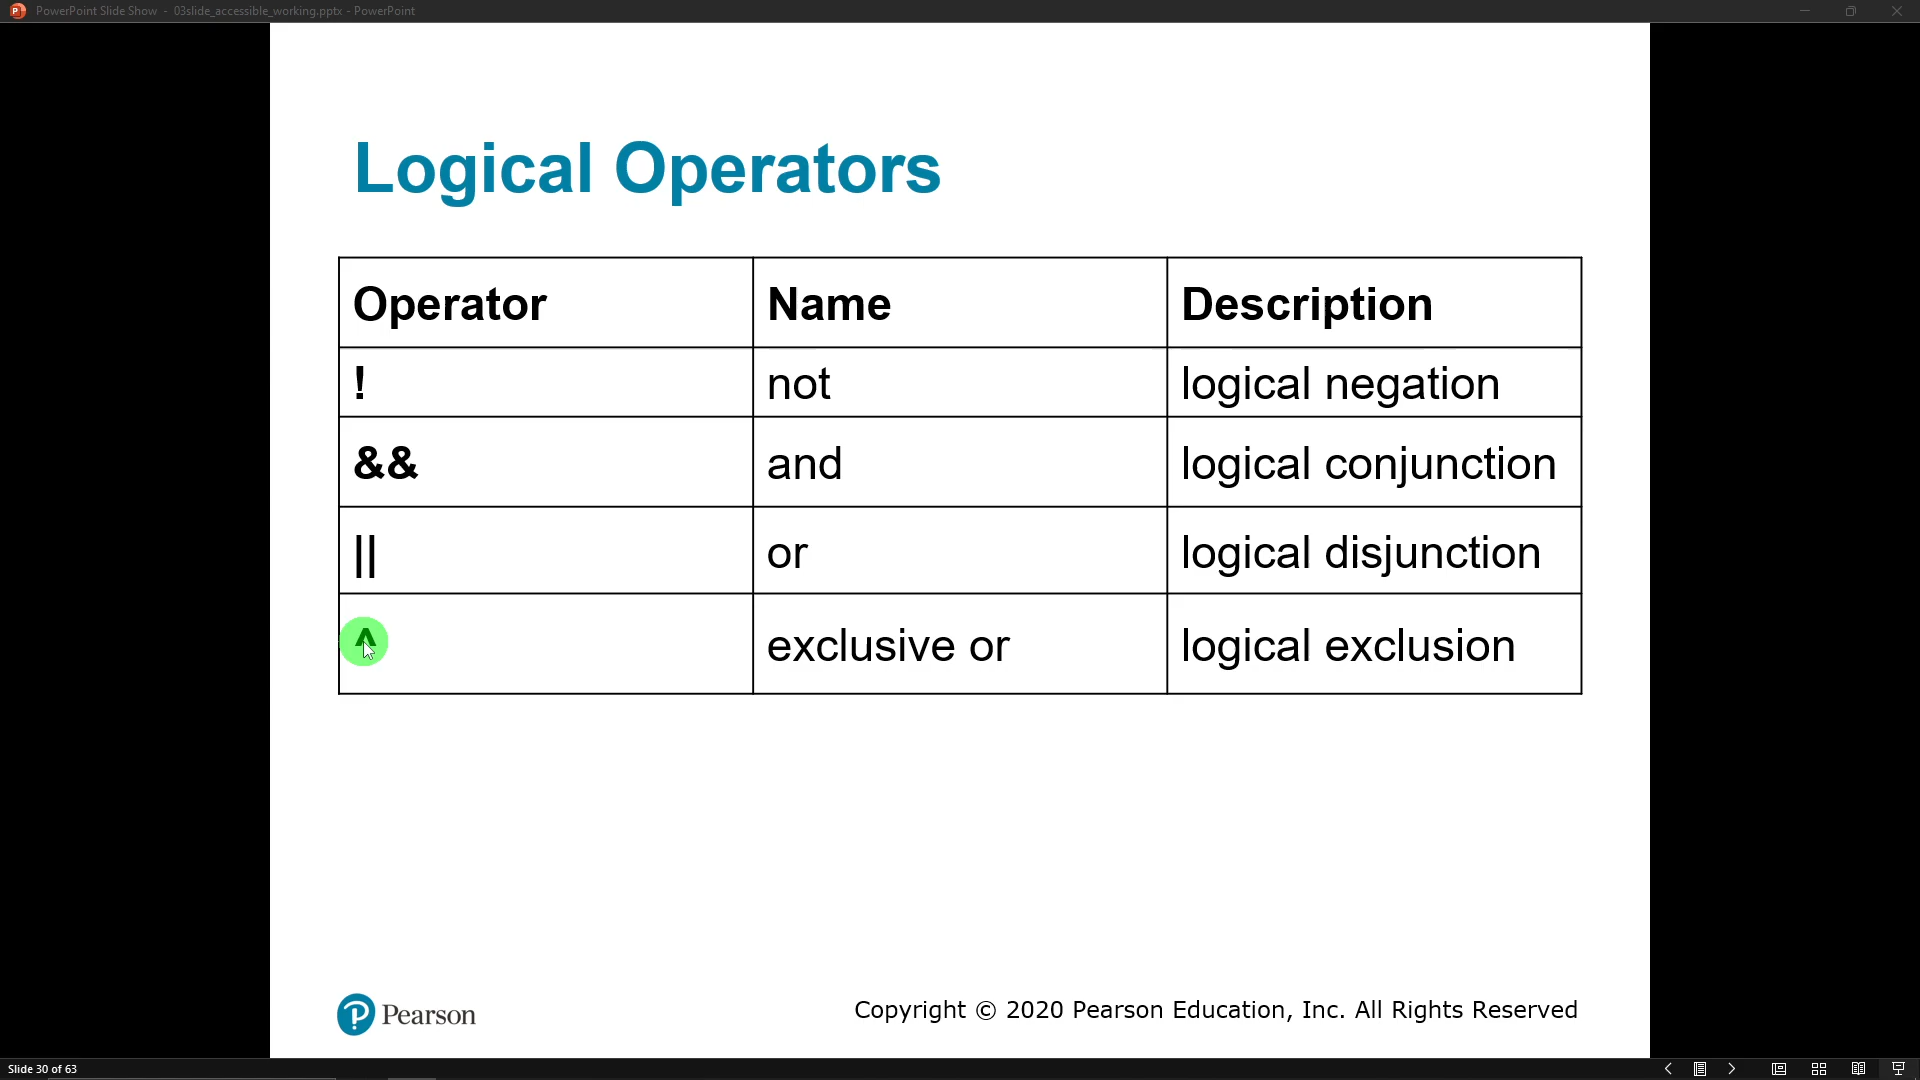 PowerPoint Slide Show - 03slide_accessible_working.pptx - PowerPoint
Logical Operators
Operator Name Description
! not logical negation
&& and logical conjunction
|| or logical disjunction
^ exclusive or logical exclusion
Pearson
Copyright © 2020 Pearson Education, Inc. All Rights Reserved
Slide 30 of 63